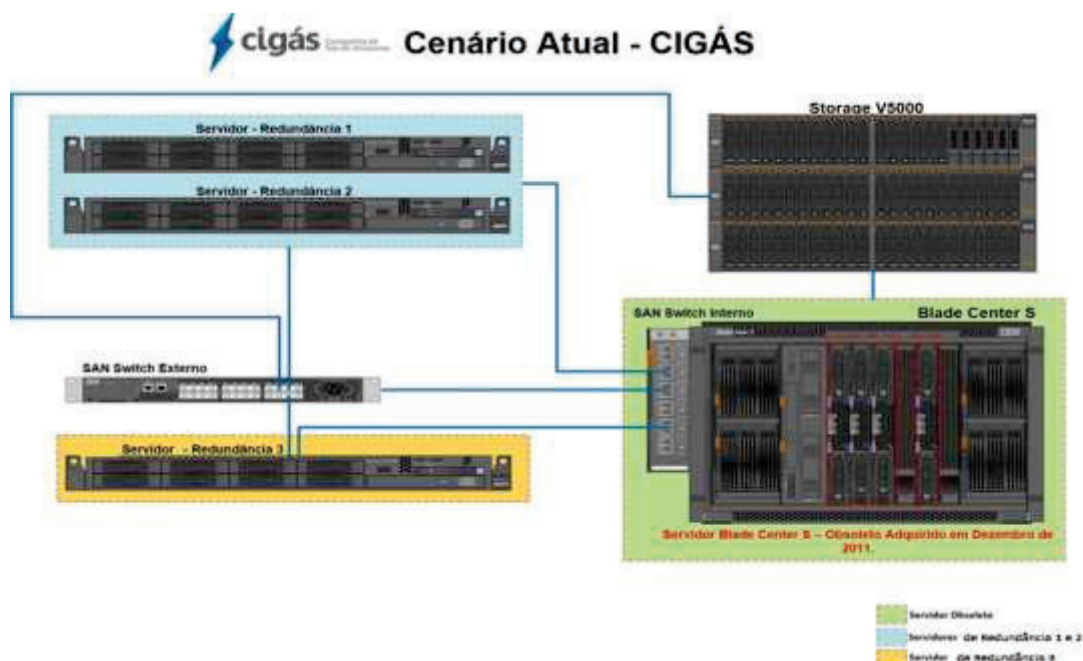 cigás Cenário Atual - CIGÁS
Storage V5000
Servidor - Redundância 1
Servidor - Redundância 2
SAN Switch Interno
Blade Center S
SAN Switch Externo
Servidor - Redundância 3
Servidor Blade Center S – Obsoleto Adquirido em Dezembro de
2011.
Servidor Obsoleto
Servidores de Redundância 1 e 2
Servidor de Redundância 3